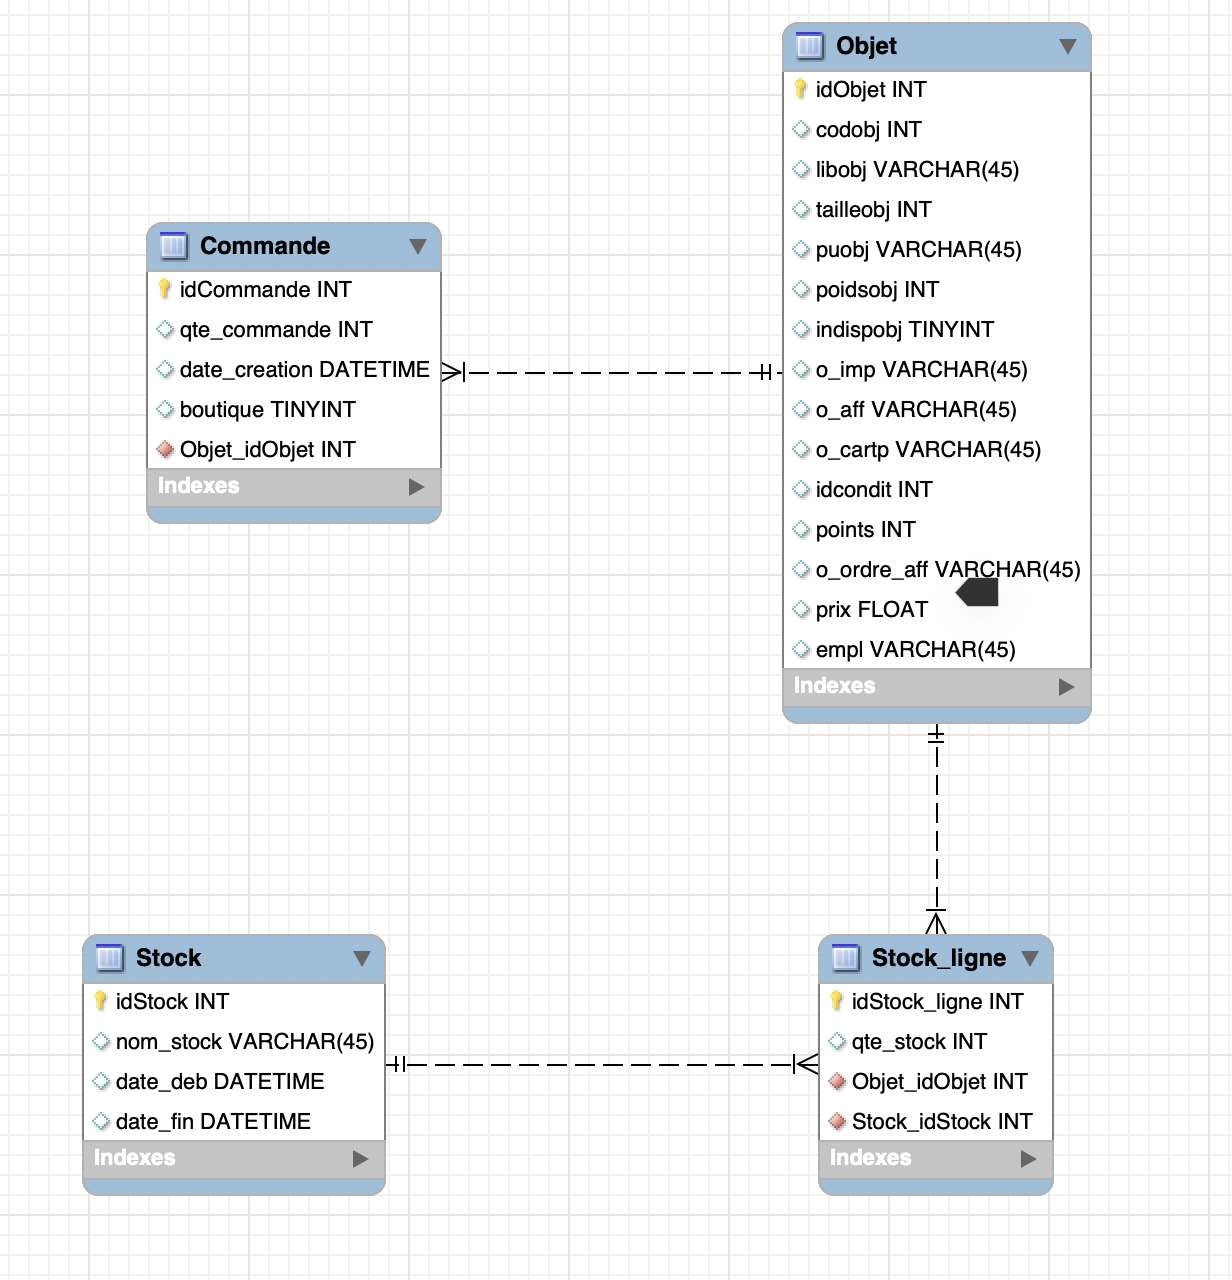 Objet
idObjet INT
codobj INT
libobj VARCHAR(45)
tailleobj INT
puobj VARCHAR(45)
poidsobj INT
indispobj TINYINT
o_imp VARCHAR(45)
o_aff VARCHAR(45)
o_cartp VARCHAR(45)
idcondit INT
points INT
o_ordre_aff VARCHAR(45)
prix FLOAT
empl VARCHAR(45)
Indexes
Commande
idCommande INT
qte_commande INT
date_creation DATETIME
boutique TINYINT
Objet_idObjet INT
Indexes
Stock
idStock INT
nom_stock VARCHAR(45)
date_deb DATETIME
date_fin DATETIME
Indexes
Stock_ligne
idStock_ligne INT
qte_stock INT
Objet_idObjet INT
Stock_idStock INT
Indexes